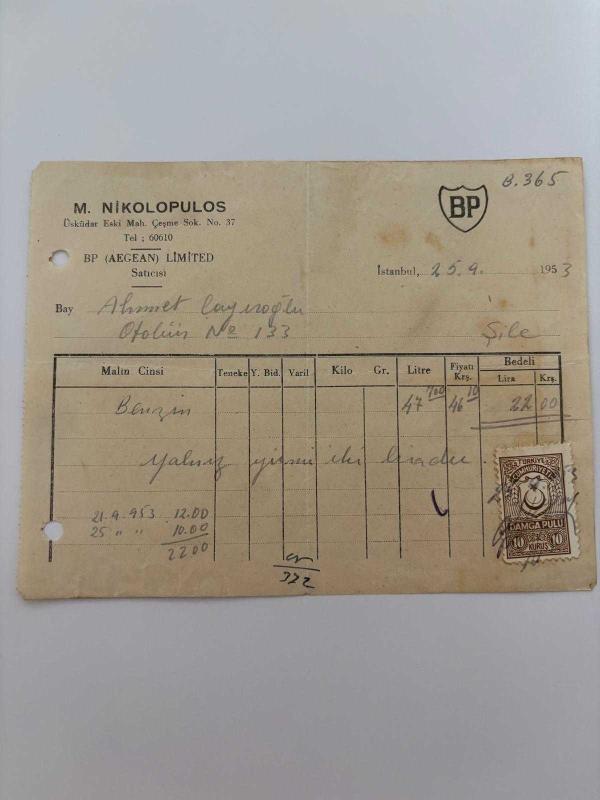 B.365
M. NİKOLOPULOS
Üsküdar Eski Mah. Çeşme Sok. No. 37
Tel ; 60610
BP (AEGEAN) LİMİTED
Satıcısı
BP
İstanbul, 25.9. 1953
Bay Ahmet
Otobüs No 133 Şile
Malın Cinsi Teneke Y. Bid. Varil Kilo Gr. Litre Fiyatı Krş. Bedeli Lira Krş.
Benzin 47 700 46 10 22 00
Yalnız yirmi iki liradır.
21.9.953 12.00
25 " " 10.00
2200
332
TÜRKİYE
CUMHURİYETİ
DAMGA PULU
10 KURUŞ 10